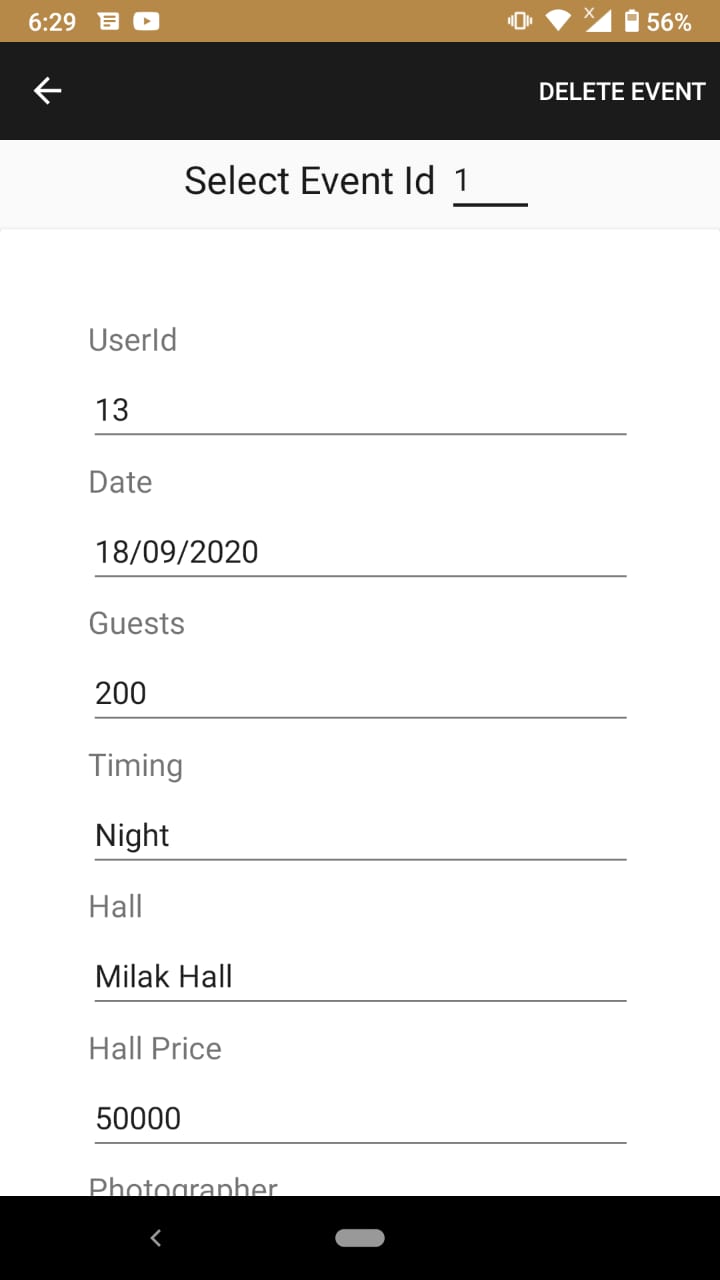 6:29 56%
DELETE EVENT
Select Event Id 1
UserId
13
Date
18/09/2020
Guests
200
Timing
Night
Hall
Milak Hall
Hall Price
50000
Photographer